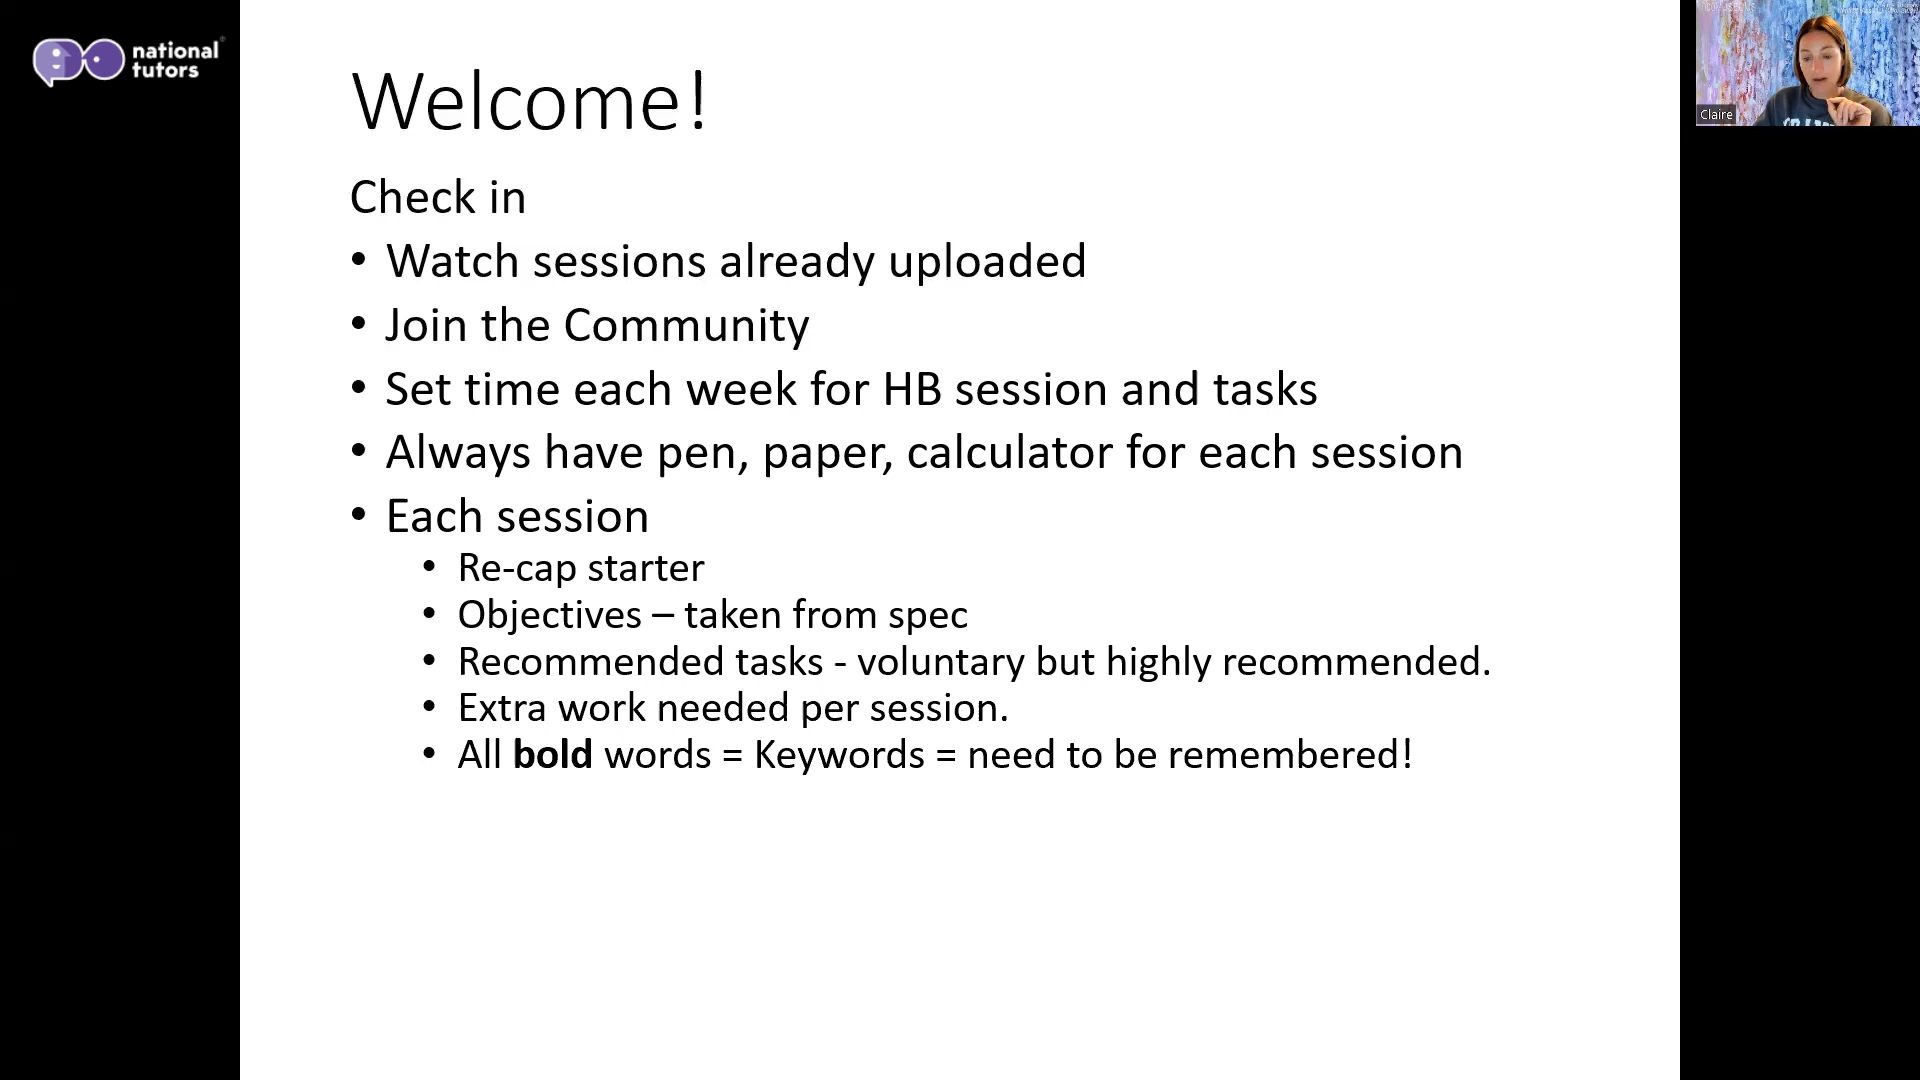 national
tutors
Welcome!
Check in
• Watch sessions already uploaded
• Join the Community
• Set time each week for HB session and tasks
• Always have pen, paper, calculator for each session
• Each session
• Re-cap starter
• Objectives – taken from spec
• Recommended tasks - voluntary but highly recommended.
• Extra work needed per session.
• All bold words = Keywords = need to be remembered!
Claire